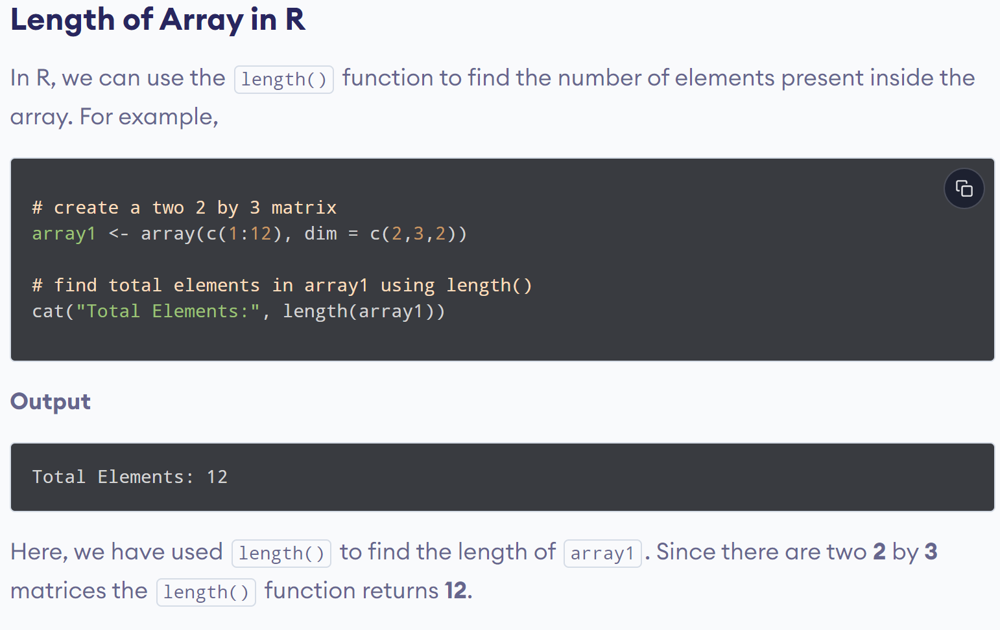 Length of Array in R
In R, we can use the length() function to find the number of elements present inside the
array. For example,
# create a two 2 by 3 matrix
array1 <- array(c(1:12), dim = c(2,3,2))
# find total elements in array1 using length()
cat("Total Elements:", length(array1))
Output
Total Elements: 12
Here, we have used length() to find the length of array1. Since there are two 2 by 3
matrices the length() function returns 12.